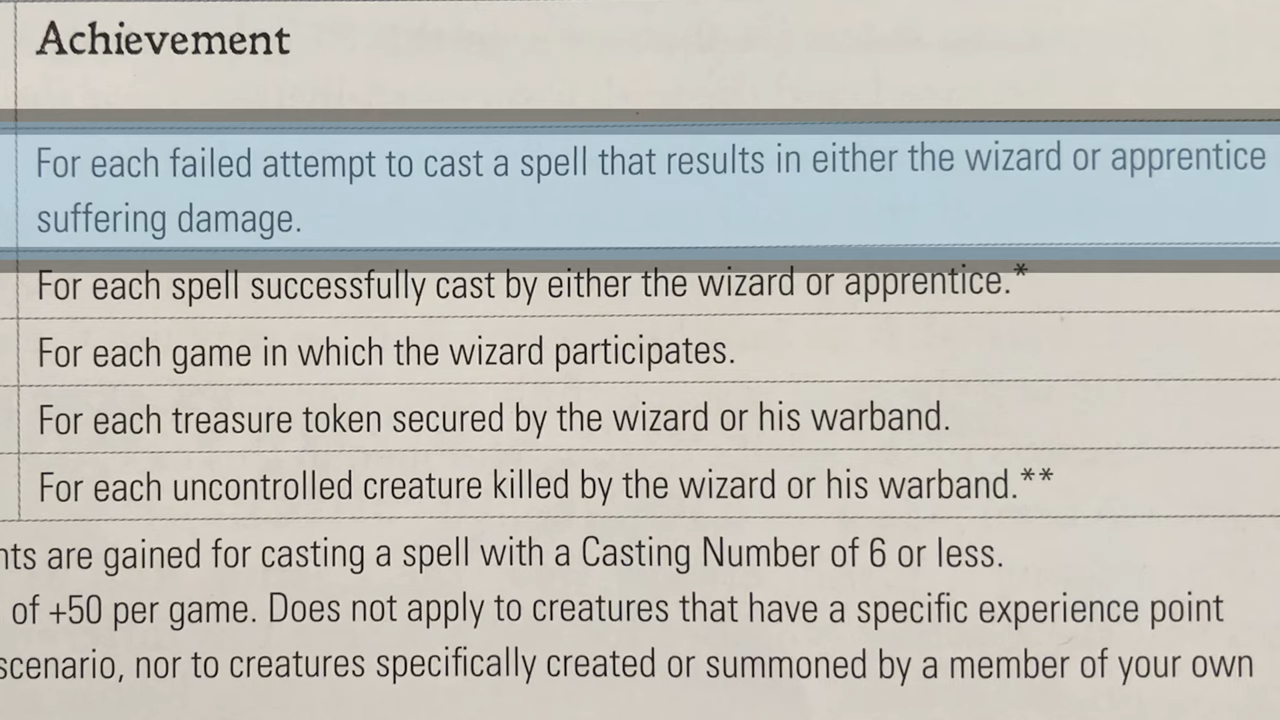 Achievement
For each failed attempt to cast a spell that results in either the wizard or apprentice
suffering damage.
For each spell successfully cast by either the wizard or apprentice.*
For each game in which the wizard participates.
For each treasure token secured by the wizard or his warband.
For each uncontrolled creature killed by the wizard or his warband.**
are gained for casting a spell with a Casting Number of 6 or less.
of +50 per game. Does not apply to creatures that have a specific experience point
scenario, nor to creatures specifically created or summoned by a member of your own